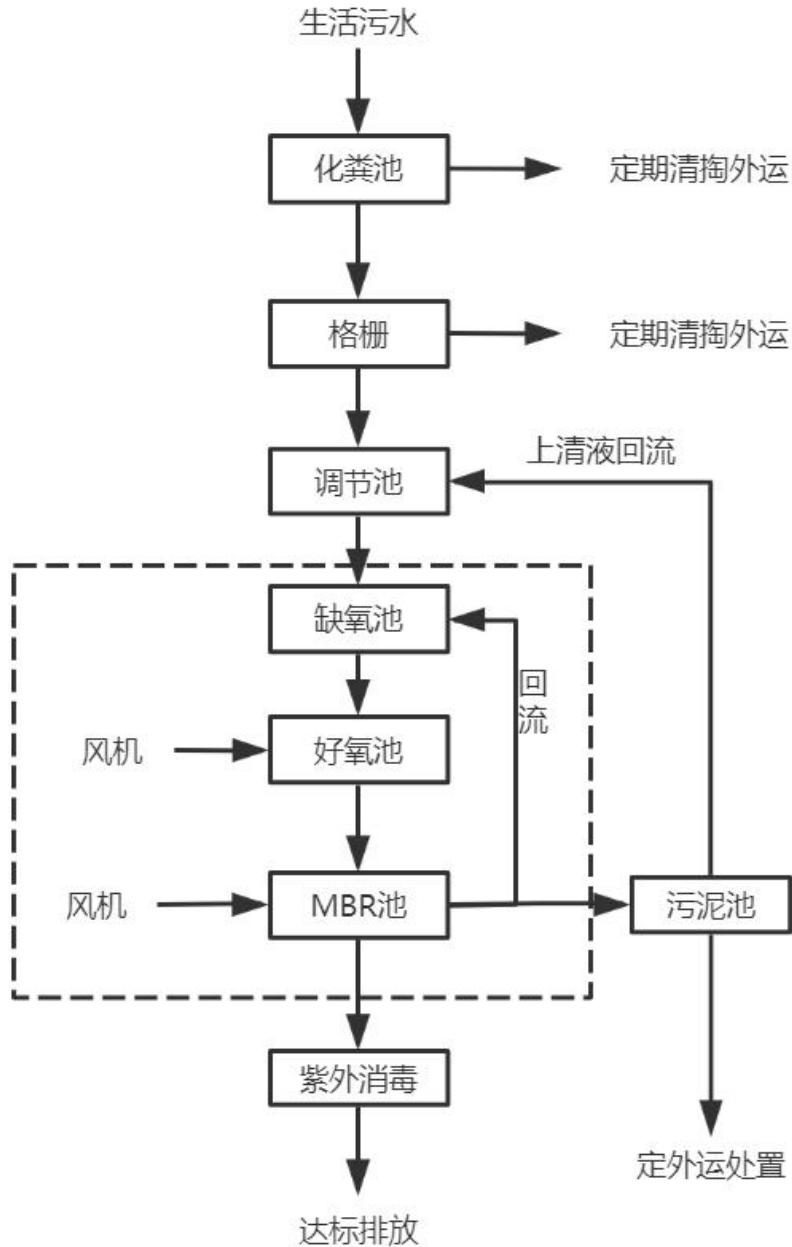 生活污水
化粪池
定期清掏外运
格栅
定期清掏外运
上清液回流
调节池
缺氧池
回
流
风机
好氧池
风机
MBR池
污泥池
紫外消毒
定外运处置
达标排放